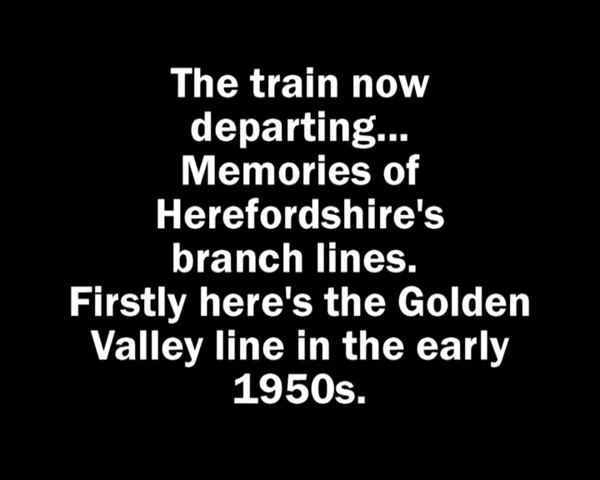 The train now
departing...
Memories of
Herefordshire's
branch lines.
Firstly here's the Golden
Valley line in the early
1950s.